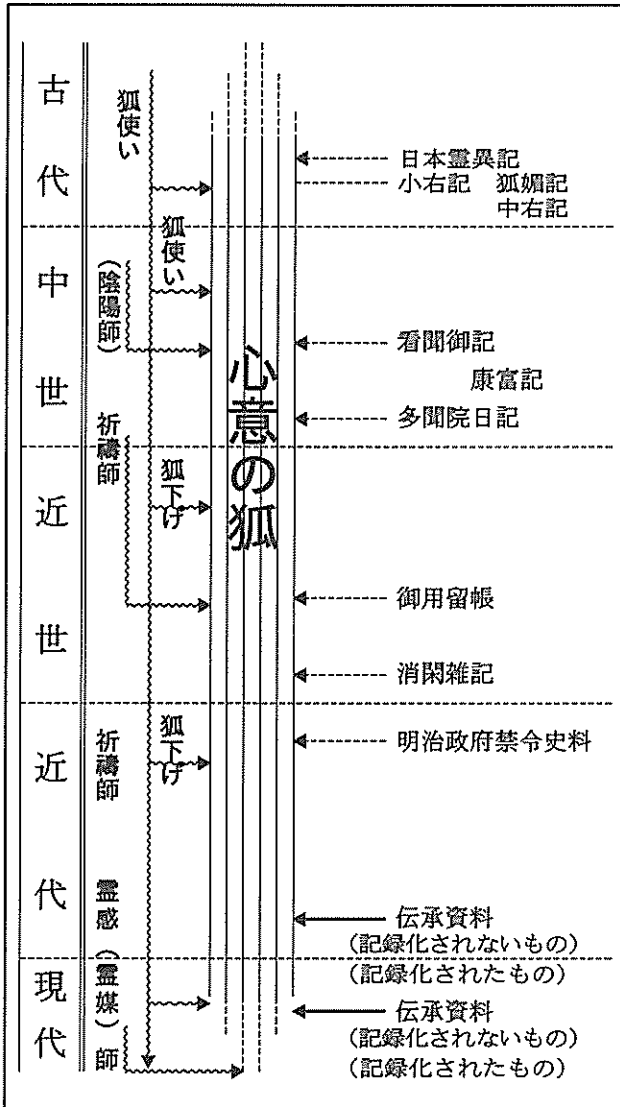 古代
中世
近世
近代
現代
狐使い
狐使い
(陰陽師)
祈禱師
狐下げ
祈禱師
狐下げ
霊感(霊媒)師
心意の狐
日本霊異記
小右記 狐媚記
中右記
看聞御記
康富記
多聞院日記
御用留帳
消閑雑記
明治政府禁令史料
伝承資料
(記録化されないもの)
(記録化されたもの)
伝承資料
(記録化されないもの)
(記録化されたもの)